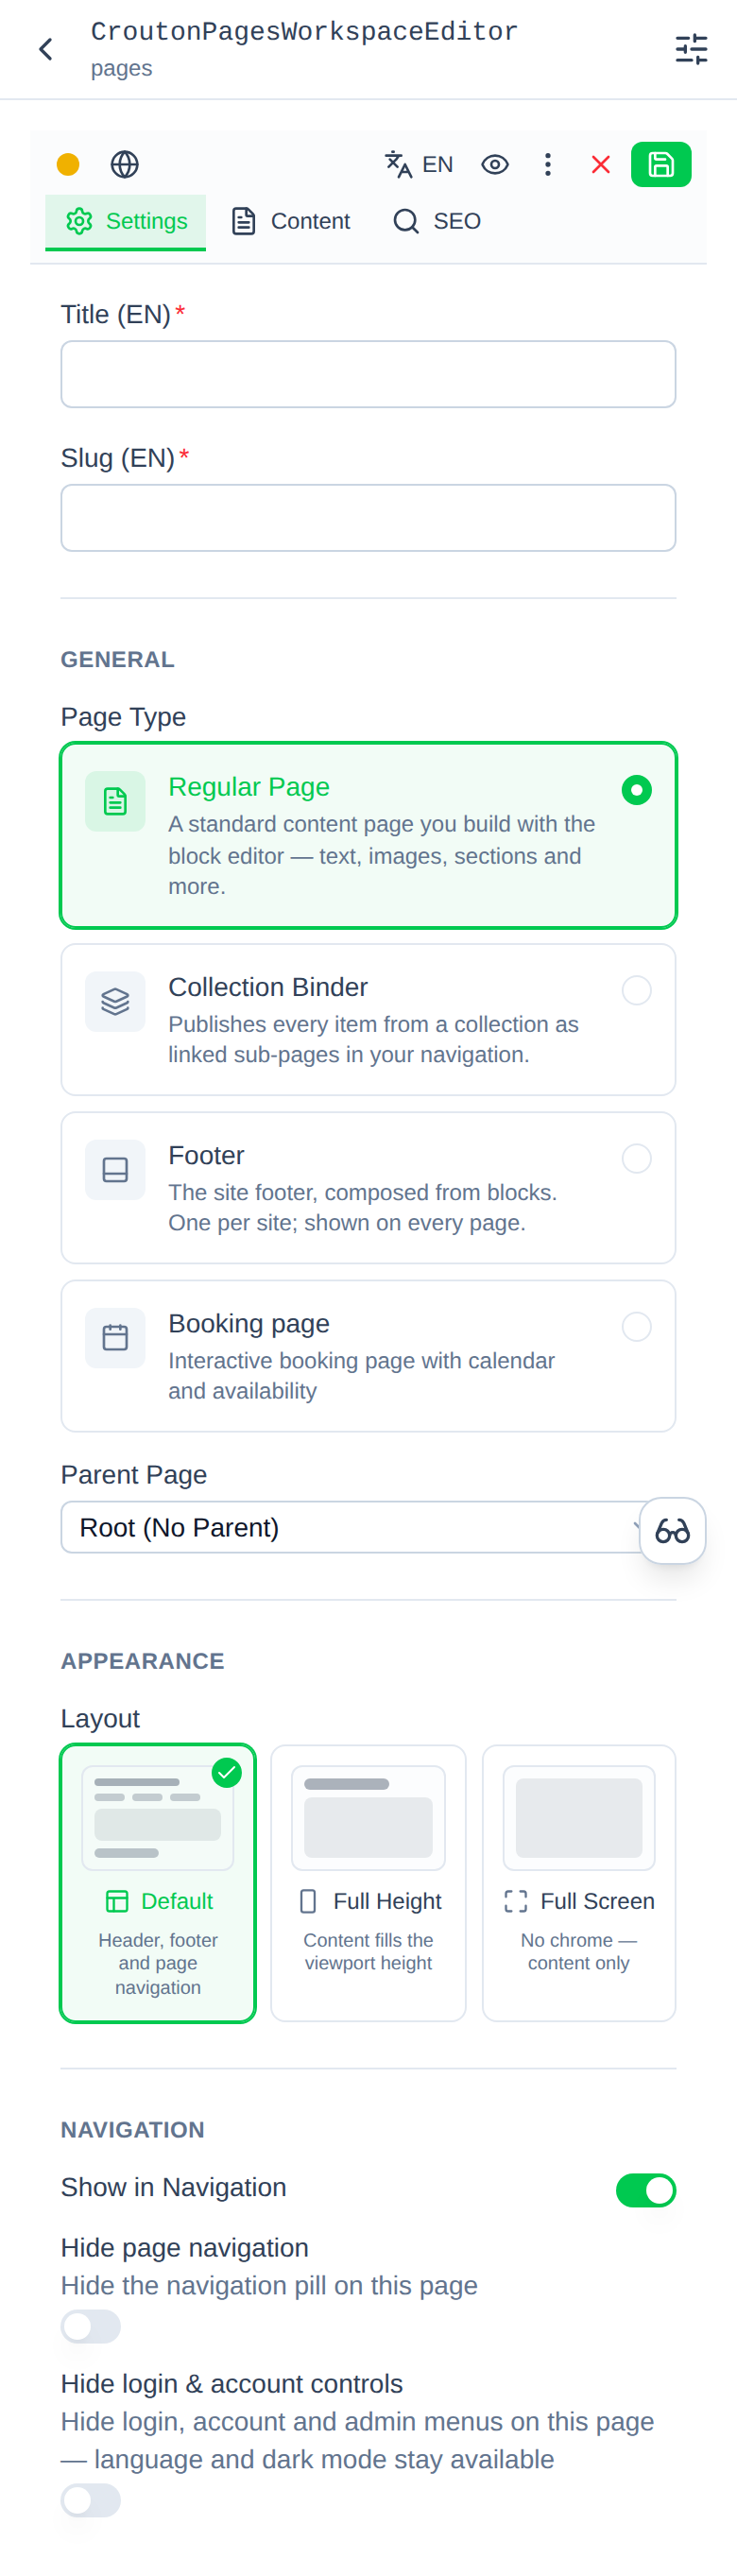 CroutonPagesWorkspaceEditor
pages
EN
Settings
Content
SEO
Title (EN) *
Slug (EN) *
GENERAL
Page Type
Regular Page
A standard content page you build with the
block editor — text, images, sections and
more.
Collection Binder
Publishes every item from a collection as
linked sub-pages in your navigation.
Footer
The site footer, composed from blocks.
One per site; shown on every page.
Booking page
Interactive booking page with calendar
and availability
Parent Page
Root (No Parent)
APPEARANCE
Layout
Default
Header, footer
and page
navigation
Full Height
Content fills the
viewport height
Full Screen
No chrome —
content only
NAVIGATION
Show in Navigation
Hide page navigation
Hide the navigation pill on this page
Hide login & account controls
Hide login, account and admin menus on this page
— language and dark mode stay available